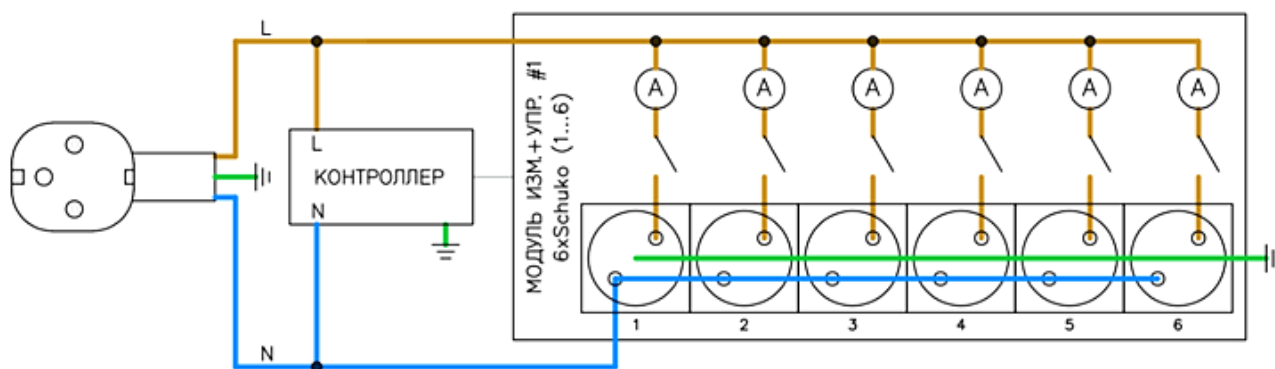 L
A A A A A A
МОДУЛЬ ИЗМ.+УПР. #1
6xSchuko (1...6)
L
КОНТРОЛЛЕР
N
1 2 3 4 5 6
N